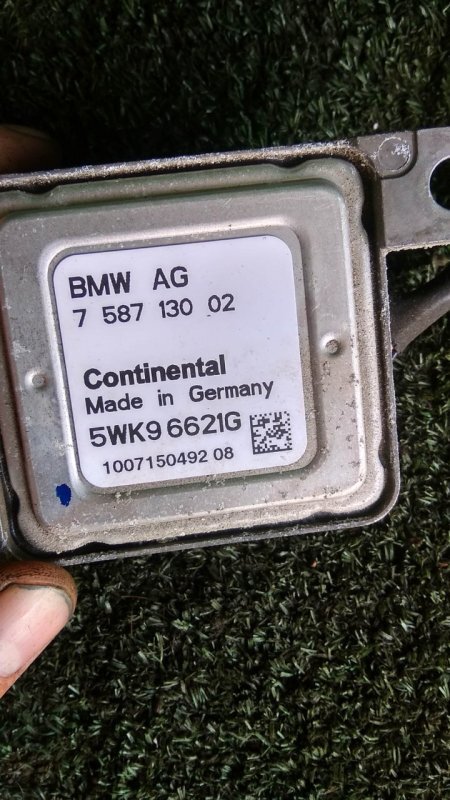 BMW AG
7 587 130 02
Continental
Made in Germany
5WK9 6621G
1007150492 08